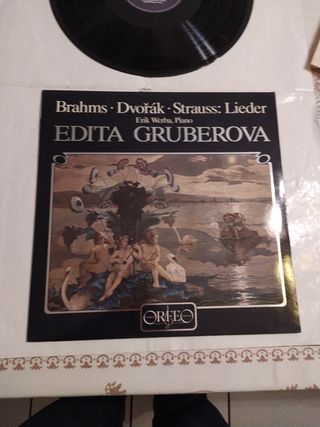 Brahms · Dvořák · Strauss: Lieder
Erik Werba, Piano
EDITA GRUBEROVA
ORFEO